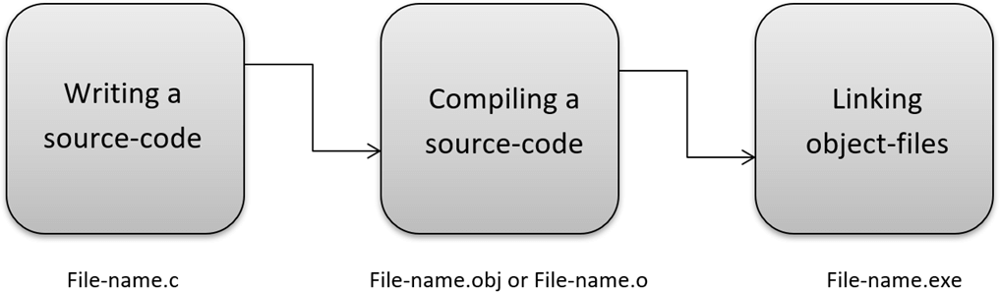 Writing a
source-code
Compiling a
source-code
Linking
object-files
File-name.c
File-name.obj or File-name.o
File-name.exe